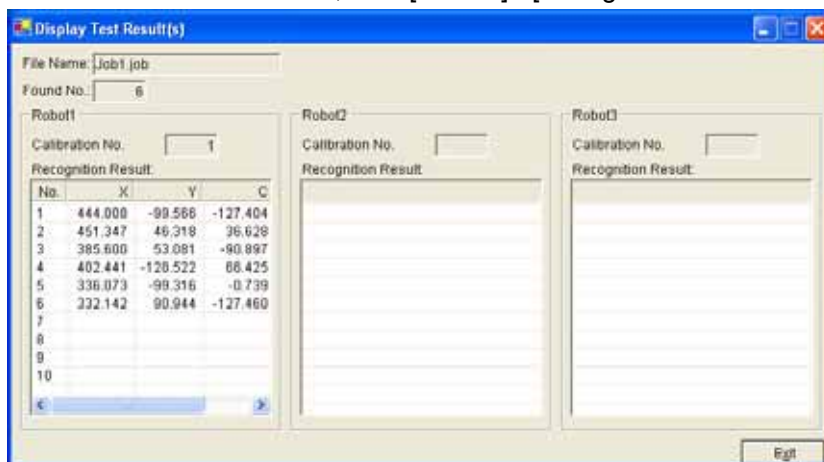 Display Test Result(s)
File Name: Job1.job
Found No.: 6
Robot1
Calibration No. 1
Recognition Result:
No. X Y C
1 444.000 -99.566 -127.404
2 451.347 46.318 36.628
3 385.600 53.081 -90.897
4 402.441 -126.522 66.425
5 336.073 -99.316 -0.739
6 332.142 90.944 -127.460
7
8
9
10
Robot2
Calibration No.
Recognition Result:
Robot3
Calibration No.
Recognition Result:
Exit